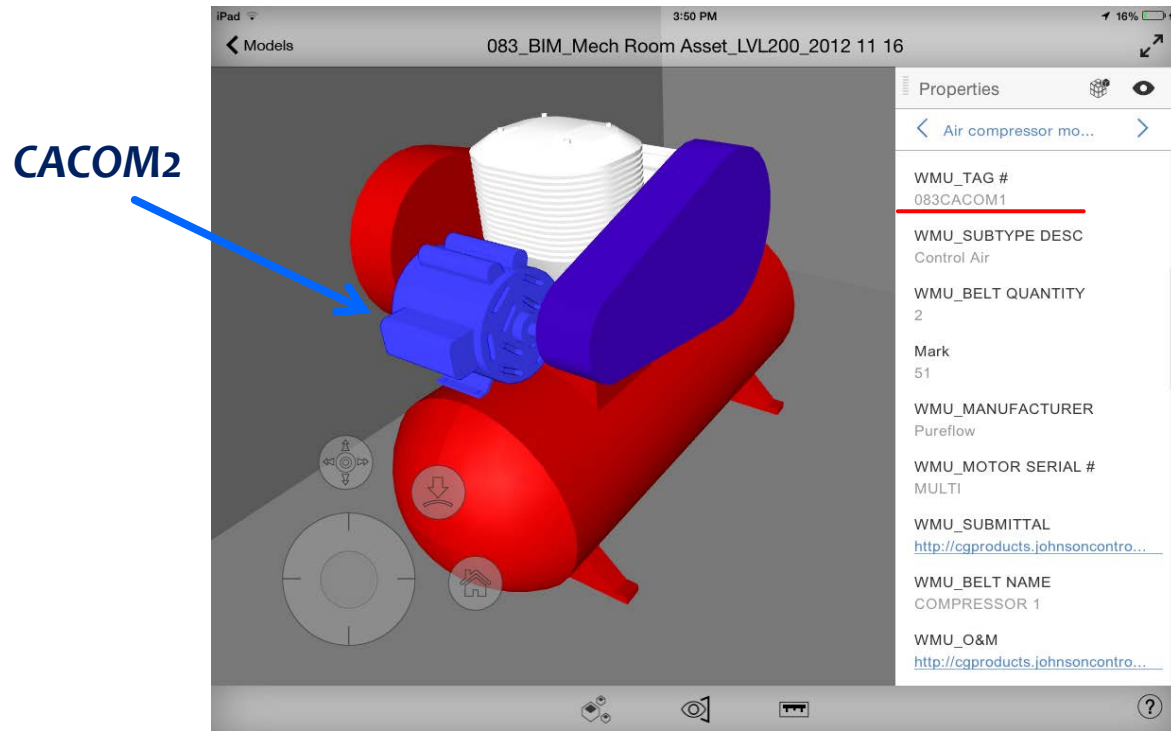 iPad 3:50 PM 16%
Models 083_BIM_Mech Room Asset_LVL200_2012 11 16
Properties
Air compressor mo...
CACOM2
WMU_TAG #
083CACOM1
WMU_SUBTYPE DESC
Control Air
WMU_BELT QUANTITY
2
Mark
51
WMU_MANUFACTURER
Pureflow
WMU_MOTOR SERIAL #
MULTI
WMU_SUBMITTAL
http://cgproducts.johnsoncontro...
WMU_BELT NAME
COMPRESSOR 1
WMU_O&M
http://cgproducts.johnsoncontro...
?